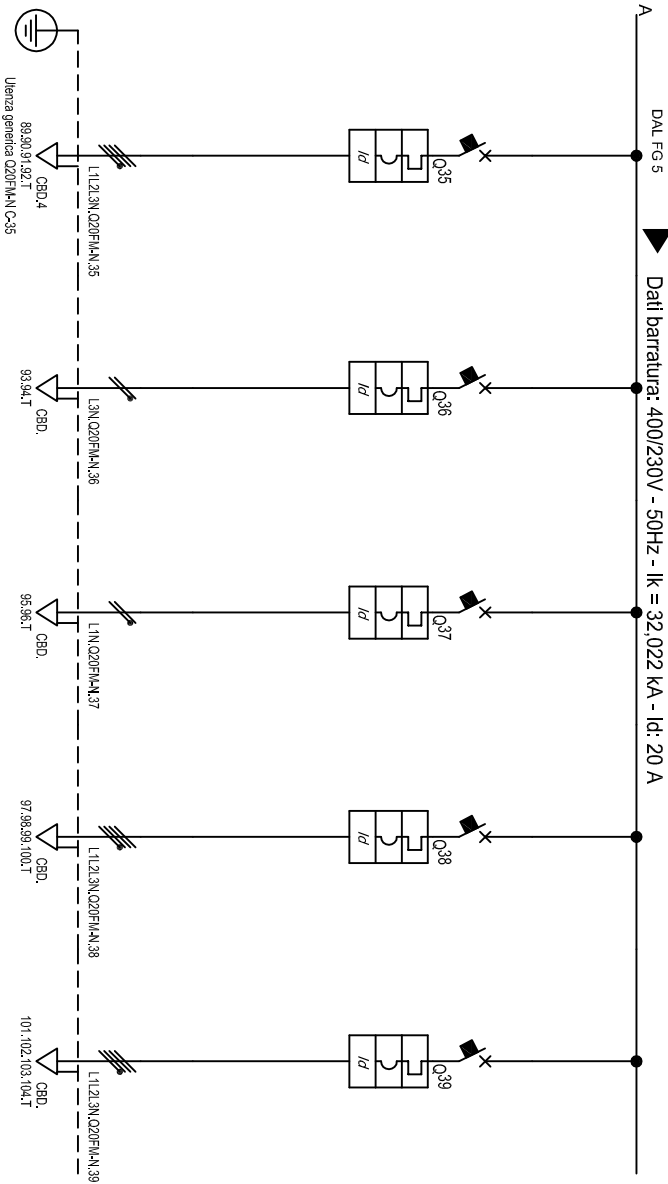 A
DAL FG 5
Dati barratura: 400/230V - 50Hz - Ik = 32,022 kA - Id: 20 A
Q35
Id
L1L2L3N.Q20FM-N.35
CBD.4
89.90.91.92.T
Utenza generica Q20FM-N C-35
Q36
Id
L3N.Q20FM-N.36
CBD.
93.94.T
Q37
Id
L1N.Q20FM-N.37
CBD.
95.96.T
Q38
Id
L1L2L3N.Q20FM-N.38
CBD.
97.98.99.100.T
Q39
Id
L1L2L3N.Q20FM-N.39
CBD.
101.102.103.104.T